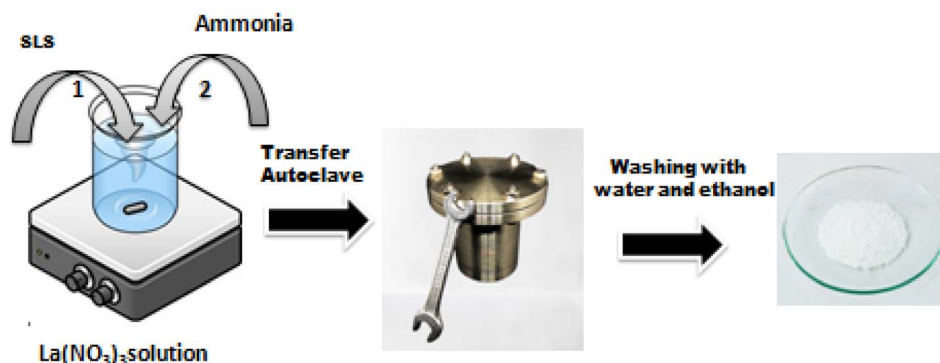 SLS
Ammonia
1
2
Transfer
Autoclave
Washing with
water and ethanol
La(NO₃)₃solution